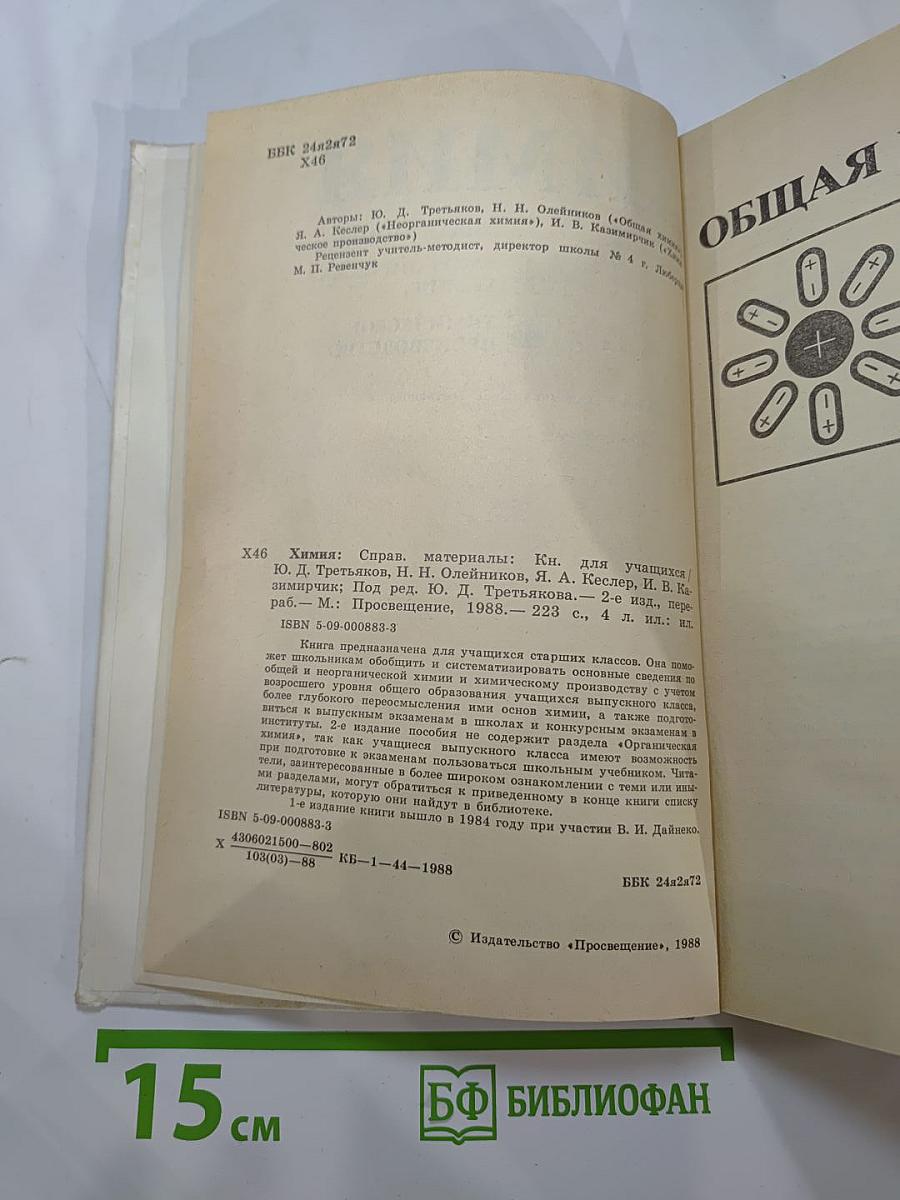 ББК 24я2я72
Х46
Авторы: Ю. Д. Третьяков, Н. Н. Олейников («Общая химия»
Я. А. Кеслер («Неорганическая химия»), И. В. Казимирчик («Хими
ческое производство»)
Рецензент учитель-методист, директор школы № 4 г. Люберцы
М. П. Ревенчук
Х46 Химия: Справ. материалы: Кн. для учащихся/
Ю. Д. Третьяков, Н. Н. Олейников, Я. А. Кеслер, И. В. Ка-
зимирчик; Под ред. Ю. Д. Третьякова.— 2-е изд., пере-
раб.— М.: Просвещение, 1988.— 223 с., 4 л. ил.: ил.
ISBN 5-09-000883-3
Книга предназначена для учащихся старших классов. Она помо-
жет школьникам обобщить и систематизировать основные сведения по
общей и неорганической химии и химическому производству с учетом
возросшего уровня общего образования учащихся выпускного класса,
более глубокого переосмысления ими основ химии, а также подгото-
виться к выпускным экзаменам в школах и конкурсным экзаменам в
институты. 2-е издание пособия не содержит раздела «Органическая
химия», так как учащиеся выпускного класса имеют возможность
при подготовке к экзаменам пользоваться школьным учебником. Чита-
тели, заинтересованные в более широком ознакомлении с теми или ины-
ми разделами, могут обратиться к приведенному в конце книги списку
литературы, которую они найдут в библиотеке.
1-е издание книги вышло в 1984 году при участии В. И. Дайнеко.
ISBN 5-09-000883-3
Х 4306021500—802
103(03)—88 КБ—1—44—1988
ББК 24я2я72
© Издательство «Просвещение», 1988
ОБЩАЯ
15 см
БФ БИБЛИОФАН